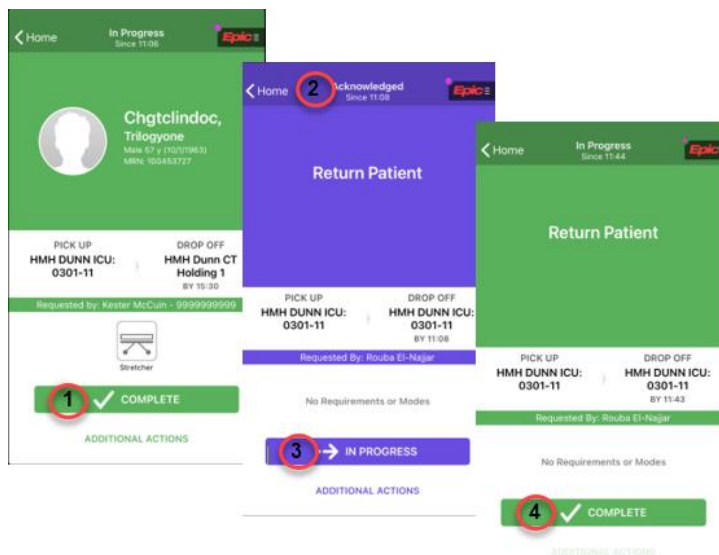 Home
In Progress
Since 11:06
Epic
Chgtclindoc,
Trilogyone
Male 57 y (10/1/1963)
MRN: 100453727
PICK UP
HMH DUNN ICU:
0301-11
DROP OFF
HMH Dunn CT
Holding 1
BY 15:30
Requested by: Kester McCuin - 9999999999
Stretcher
1 COMPLETE
ADDITIONAL ACTIONS
Home
2 Acknowledged
Since 11:08
Epic
Return Patient
PICK UP
HMH DUNN ICU:
0301-11
DROP OFF
HMH DUNN ICU:
0301-11
BY 11:08
Requested By: Rouba El-Najjar
No Requirements or Modes
3 IN PROGRESS
ADDITIONAL ACTIONS
Home
In Progress
Since 11:44
Epic
Return Patient
PICK UP
HMH DUNN ICU:
0301-11
DROP OFF
HMH DUNN ICU:
0301-11
BY 11:43
Requested By: Rouba El-Najjar
No Requirements or Modes
4 COMPLETE
ADDITIONAL ACTIONS